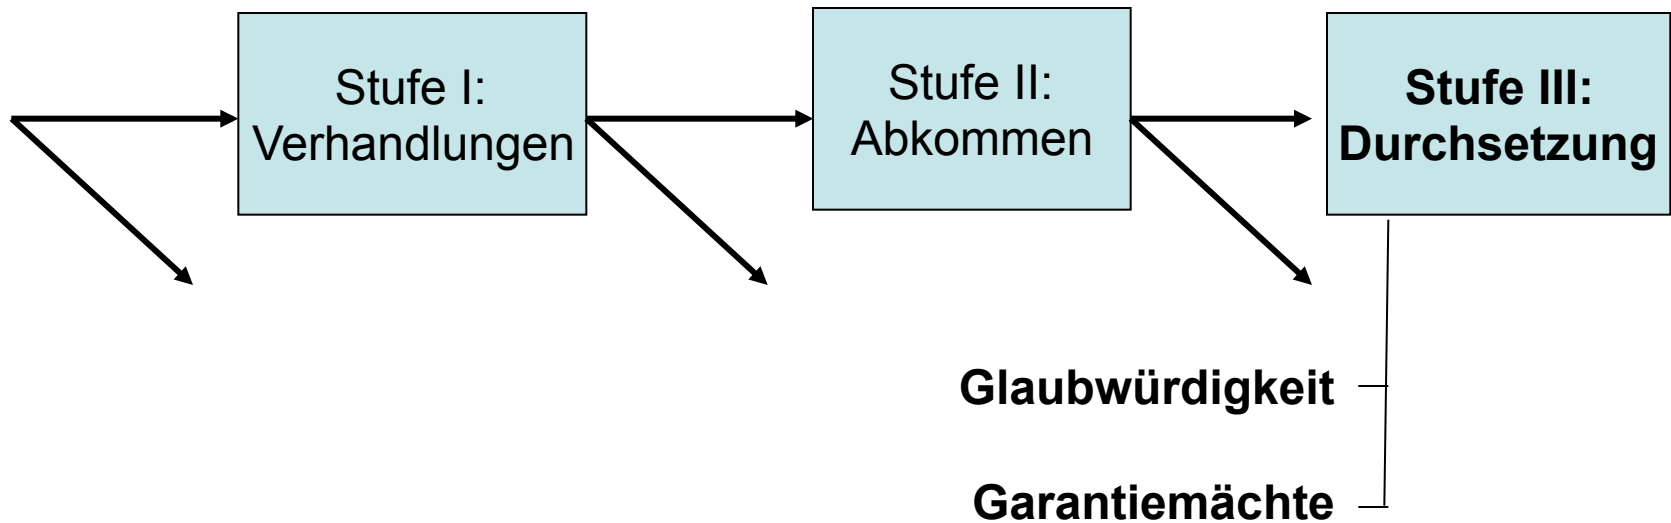 Stufe I:
Verhandlungen
Stufe II:
Abkommen
Stufe III:
Durchsetzung
Glaubwürdigkeit
Garantiemächte